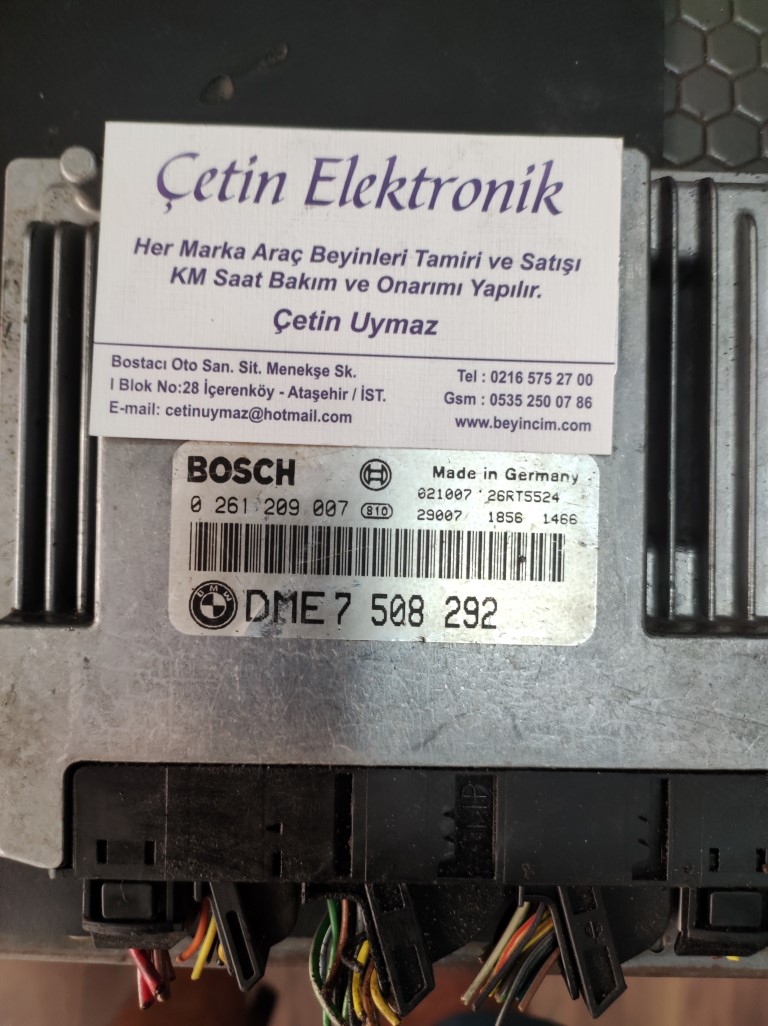 Çetin Elektronik
Her Marka Araç Beyinleri Tamiri ve Satışı
KM Saat Bakım ve Onarımı Yapılır.
Çetin Uymaz
Bostacı Oto San. Sit. Menekşe Sk.
I Blok No:28 İçerenköy - Ataşehir / İST.
E-mail: cetinuymaz@hotmail.com
Tel : 0216 575 27 00
Gsm : 0535 250 07 86
www.beyincim.com
BOSCH
Made in Germany
0 261 209 007 810
021007 26RT5524
29007 1856 1466
BMW
DME 7 508 292